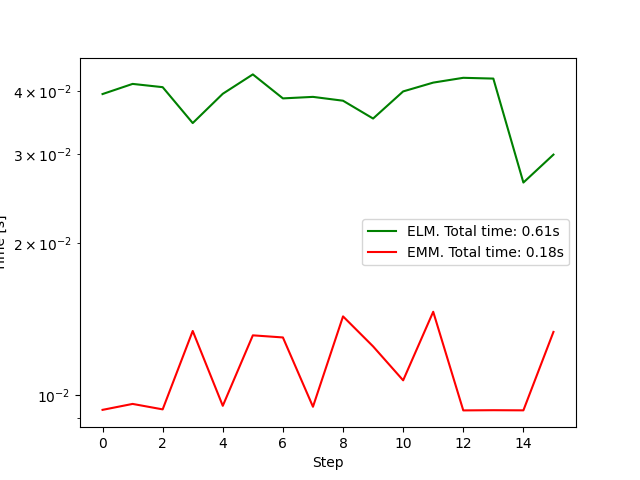 4 × 10⁻²
3 × 10⁻²
2 × 10⁻²
10⁻²
ELM. Total time: 0.61s
EMM. Total time: 0.18s
0 2 4 6 8 10 12 14
Step